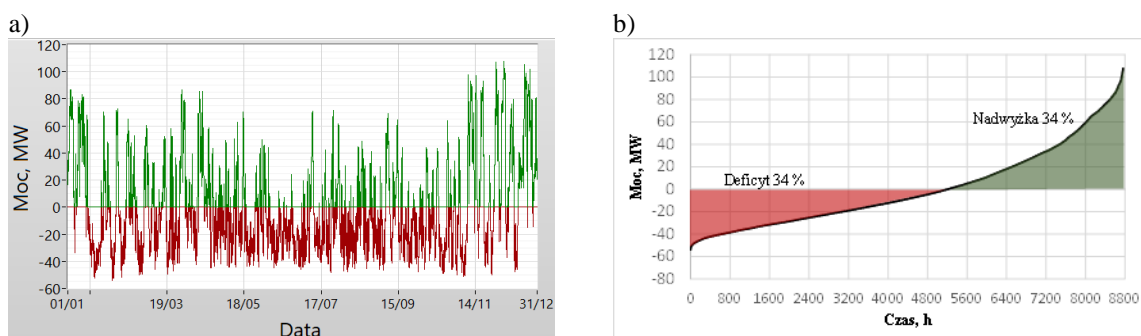 a)
120
100
80
60
40
20
0
-20
-40
-60
Moc, MW
01/01 19/03 18/05 17/07 15/09 14/11 31/12
Data
b)
120
100
80
60
40
20
0
-20
-40
-60
-80
Moc, MW
Nadwyżka 34 %
Deficyt 34 %
0 800 1600 2400 3200 4000 4800 5600 6400 7200 8000 8800
Czas, h